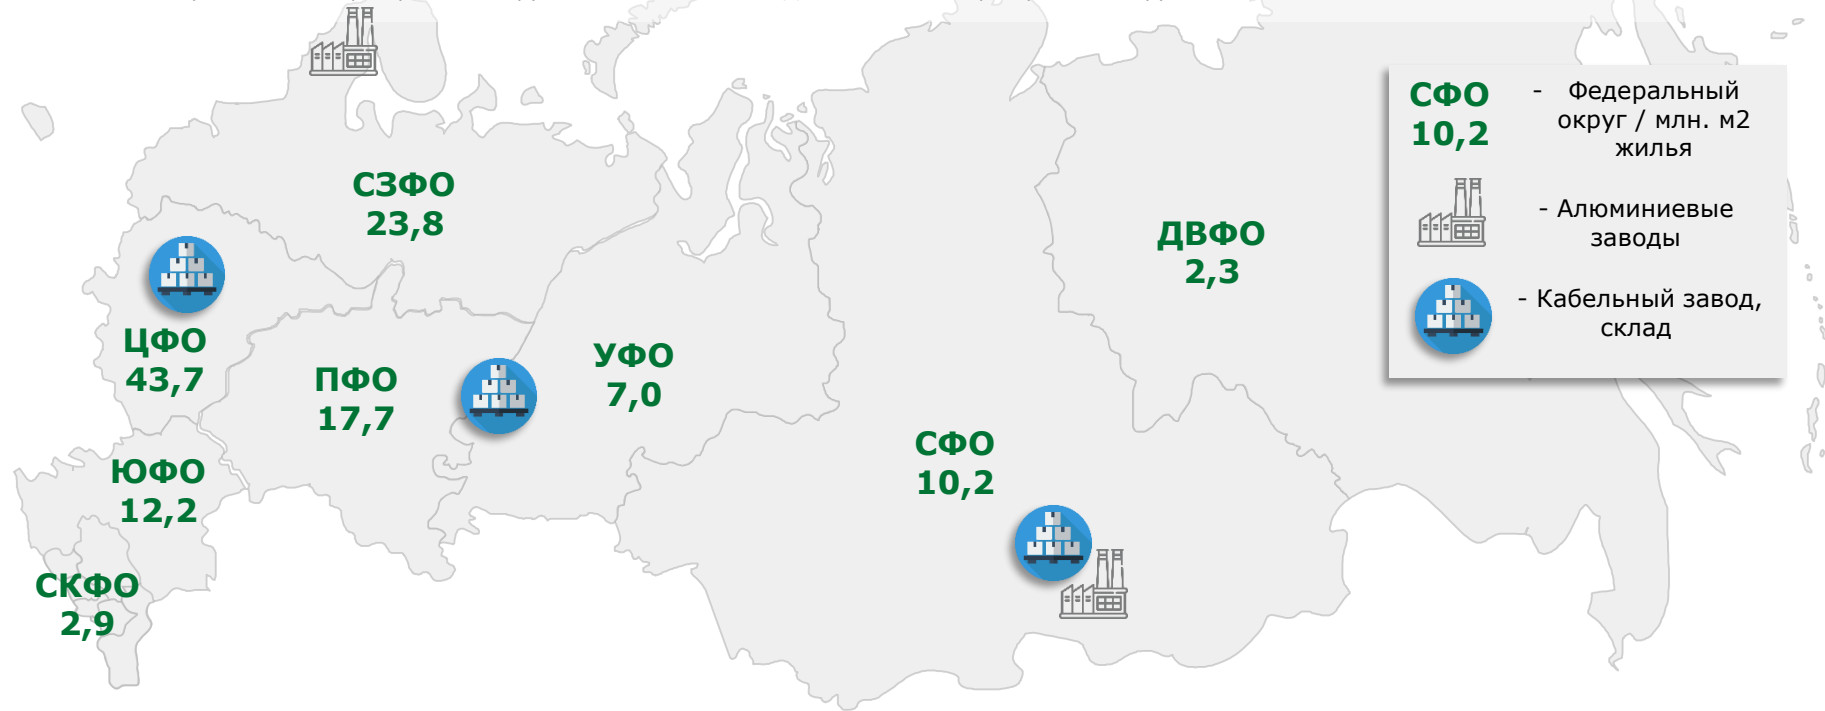 СФО
10,2
- Федеральный
округ / млн. м2
жилья
- Алюминиевые
заводы
- Кабельный завод,
склад
СЗФО
23,8
ДВФО
2,3
ЦФО
43,7
ПФО
17,7
УФО
7,0
СФО
10,2
ЮФО
12,2
СКФО
2,9